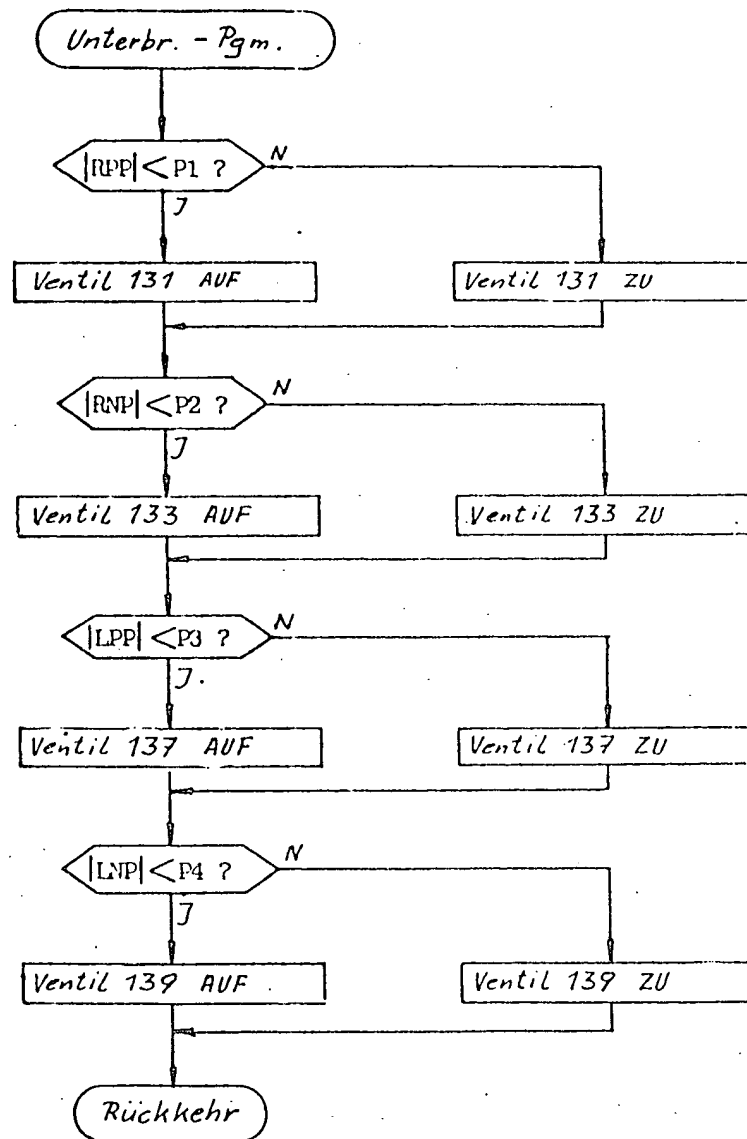 Unterbr. - Pgm.
|RPP| < P1 ?
N
J
Ventil 131 AUF
Ventil 131 ZU
|RNP| < P2 ?
N
J
Ventil 133 AUF
Ventil 133 ZU
|LPP| < P3 ?
N
J.
Ventil 137 AUF
Ventil 137 ZU
|LNP| < P4 ?
N
J
Ventil 139 AUF
Ventil 139 ZU
Rückkehr